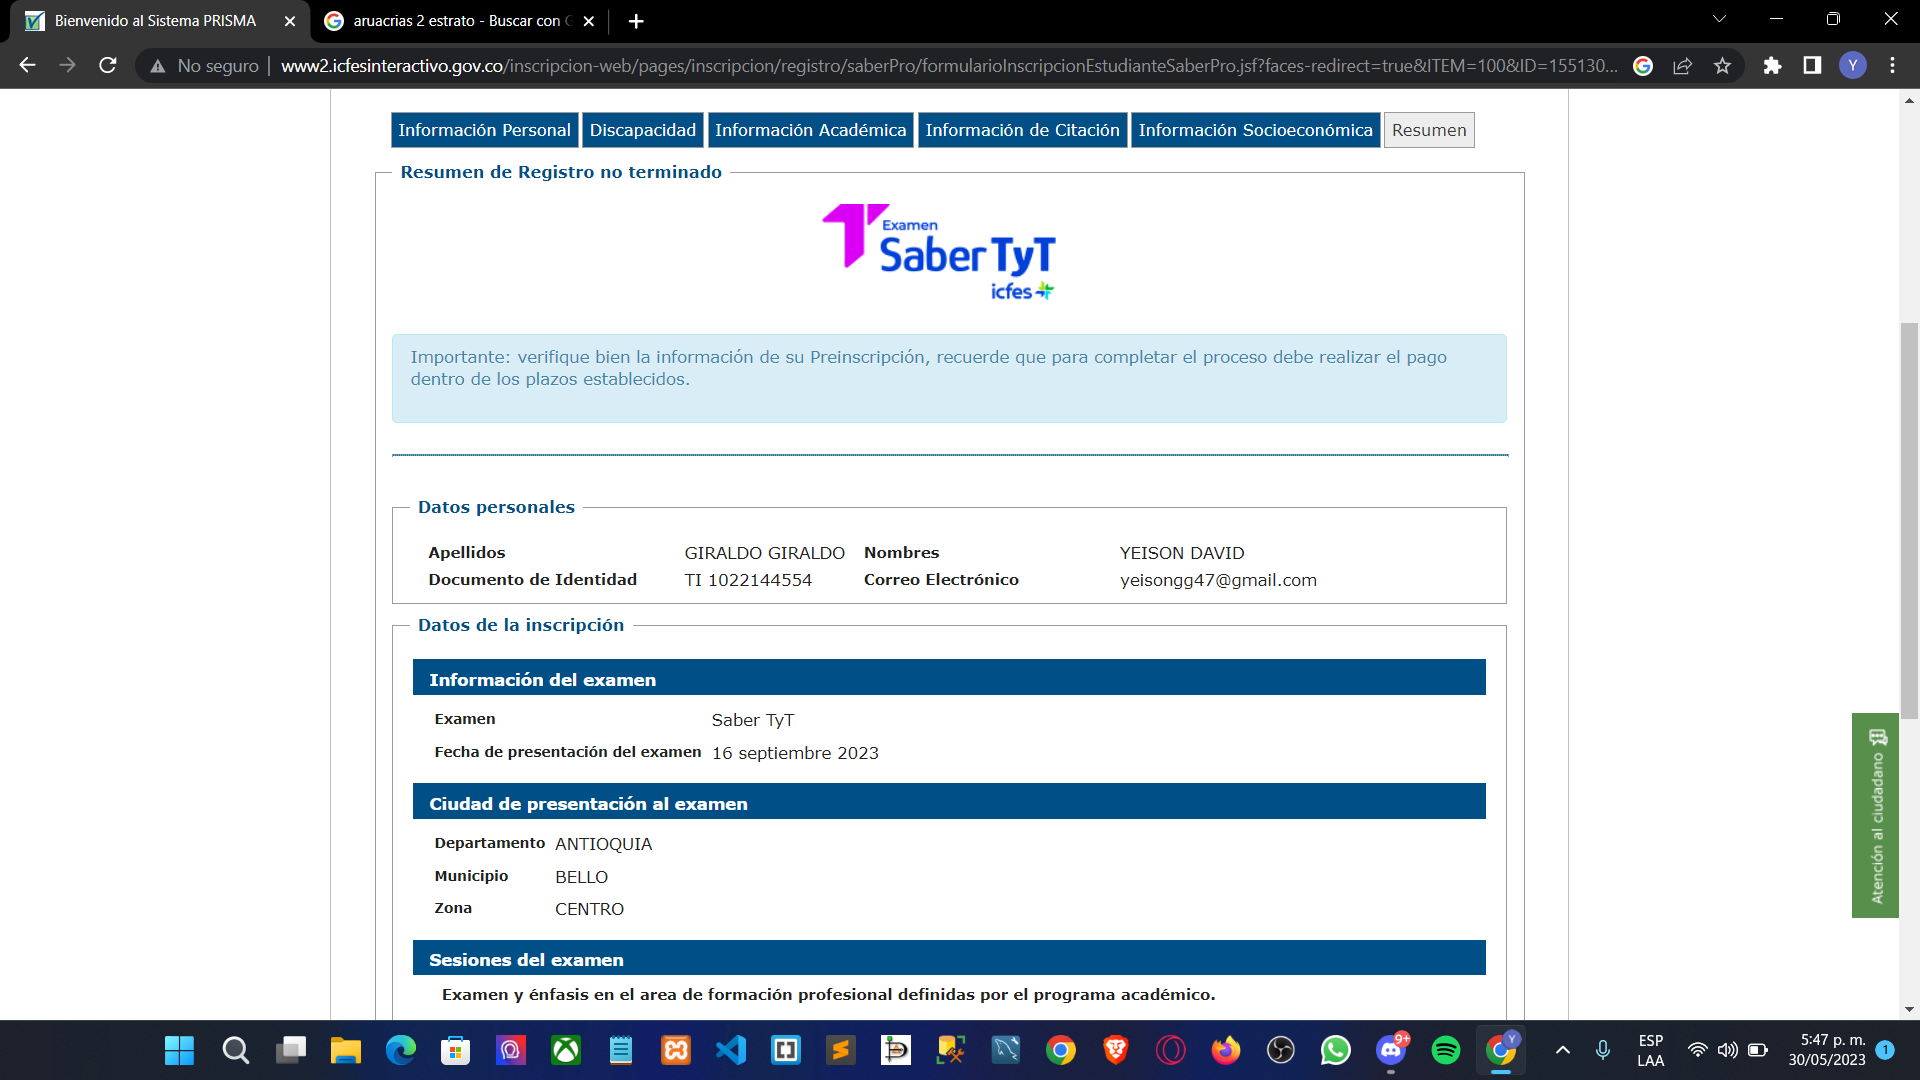 Bienvenido al Sistema PRISMA
aruacrias 2 estrato - Buscar con
No seguro
www2.icfesinteractivo.gov.co/inscripcion-web/pages/inscripcion/registro/saberPro/formularioInscripcionEstudianteSaberPro.jsf?faces-redirect=true&ITEM=100&ID=155130...
Y
Información Personal Discapacidad Información Académica Información de Citación Información Socioeconómica Resumen
Resumen de Registro no terminado
Examen
Saber TyT
icfes
Importante: verifique bien la información de su Preinscripción, recuerde que para completar el proceso debe realizar el pago
dentro de los plazos establecidos.
Datos personales
Apellidos GIRALDO GIRALDO Nombres YEISON DAVID
Documento de Identidad TI 1022144554 Correo Electrónico yeisongg47@gmail.com
Datos de la inscripción
Información del examen
Examen Saber TyT
Fecha de presentación del examen 16 septiembre 2023
Ciudad de presentación al examen
Departamento ANTIOQUIA
Municipio BELLO
Zona CENTRO
Sesiones del examen
Examen y énfasis en el area de formación profesional definidas por el programa académico.
Atención al ciudadano
9+
Y
ESP
LAA
5:47 p. m.
30/05/2023
1